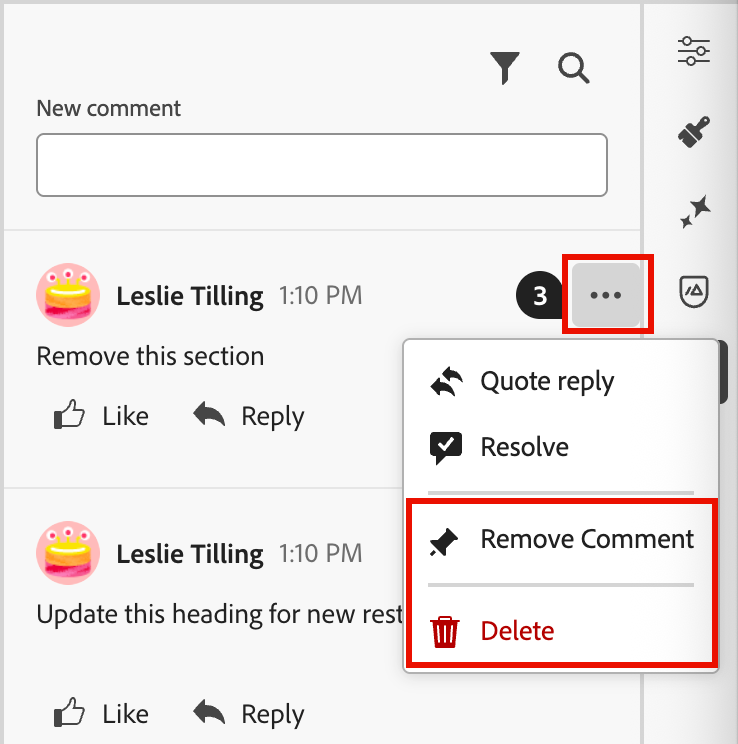 New comment
Leslie Tilling 1:10 PM 3
Remove this section
Like Reply
Quote reply
Resolve
Remove Comment
Delete
Leslie Tilling 1:10 PM
Update this heading for new rest
Like Reply